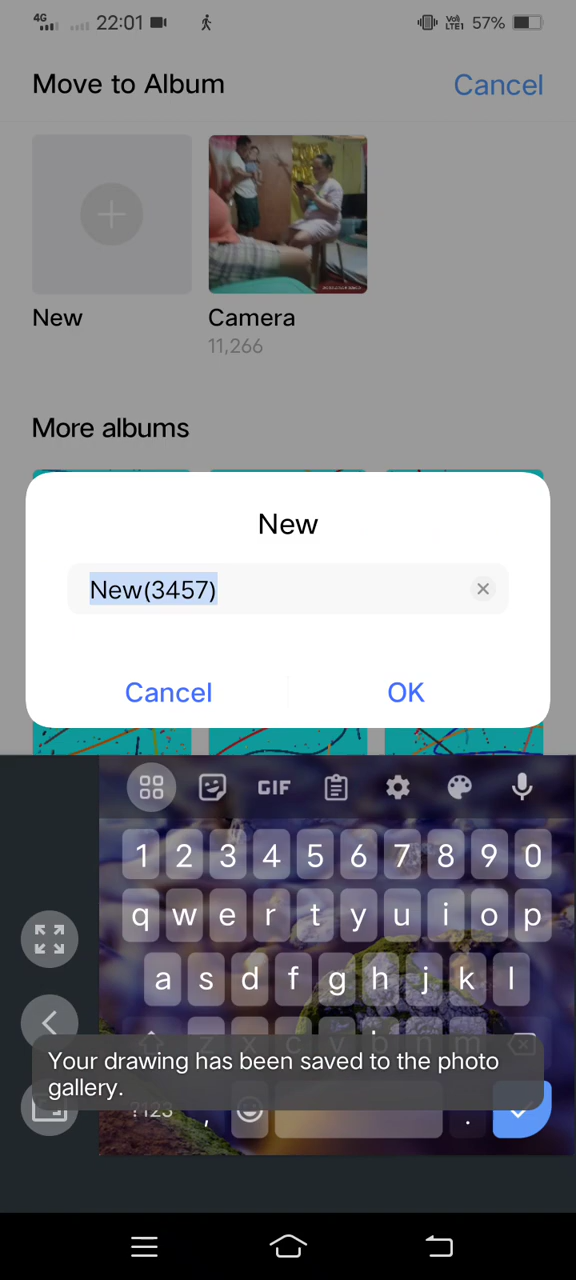 4G 22:01 Vo)) LTE1 57%
Move to Album Cancel
New Camera
11,266
More albums
New
New(3457)
Cancel OK
GIF
1 2 3 4 5 6 7 8 9 0
q w e r t y u i o p
a s d f g h j k l
z x c v b n m
Your drawing has been saved to the photo
gallery.
?123 , .